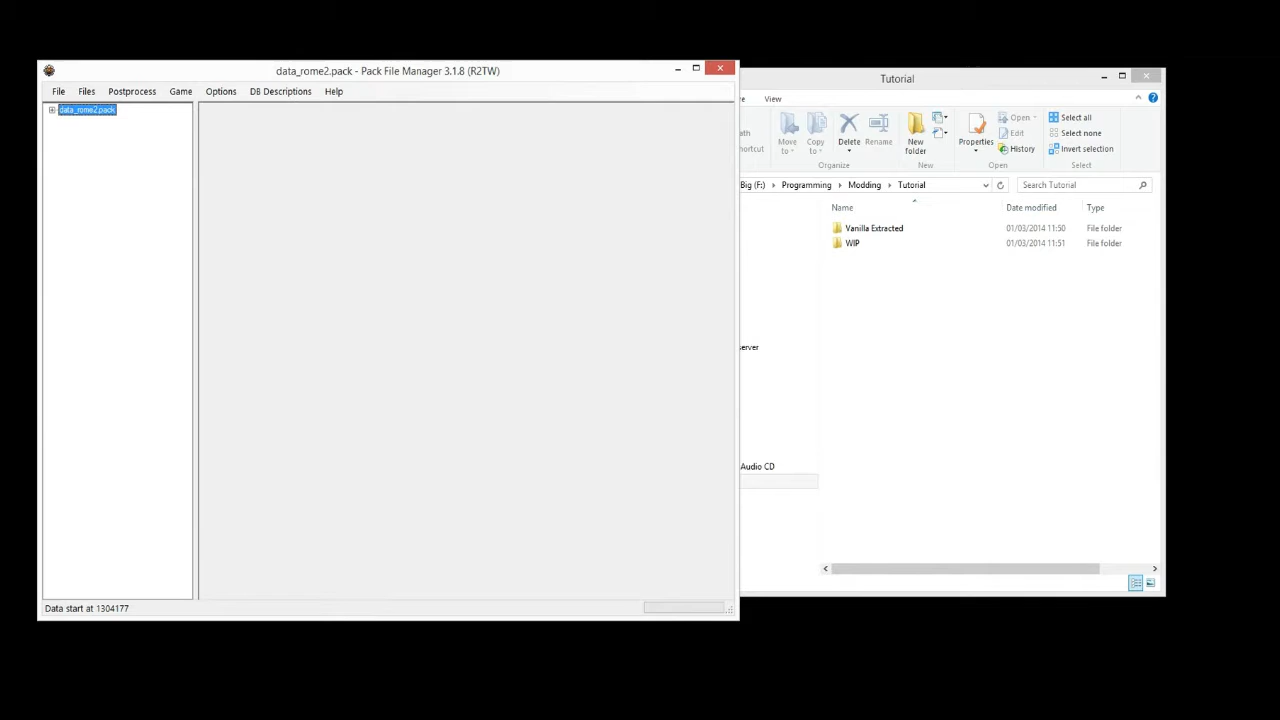 data_rome2.pack - Pack File Manager 3.1.8 (R2TW)
File Files Postprocess Game Options DB Descriptions Help
data_rome2.pack
Data start at 1304177
Tutorial
View
Move to
Copy to
Delete
Rename
New folder
Properties
Open
Edit
History
Select all
Select none
Invert selection
Organize
New
Open
Select
Big (F:) Programming Modding Tutorial
Search Tutorial
Name Date modified Type
Vanilla Extracted 01/03/2014 11:50 File folder
WIP 01/03/2014 11:51 File folder
Audio CD